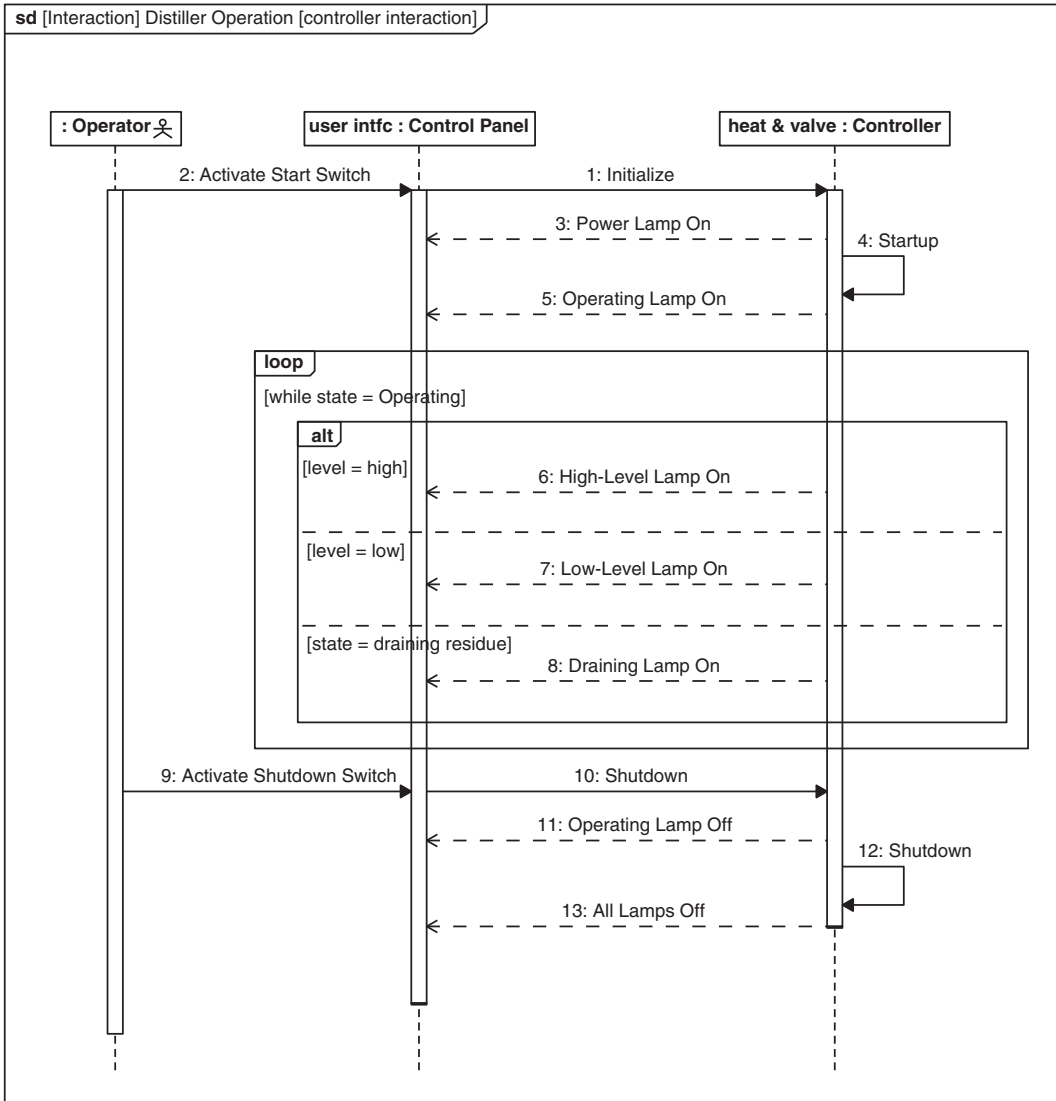 sd [Interaction] Distiller Operation [controller interaction]
: Operator
user intfc : Control Panel
heat & valve : Controller
2: Activate Start Switch
1: Initialize
3: Power Lamp On
4: Startup
5: Operating Lamp On
loop
[while state = Operating]
alt
[level = high]
6: High-Level Lamp On
[level = low]
7: Low-Level Lamp On
[state = draining residue]
8: Draining Lamp On
9: Activate Shutdown Switch
10: Shutdown
11: Operating Lamp Off
12: Shutdown
13: All Lamps Off